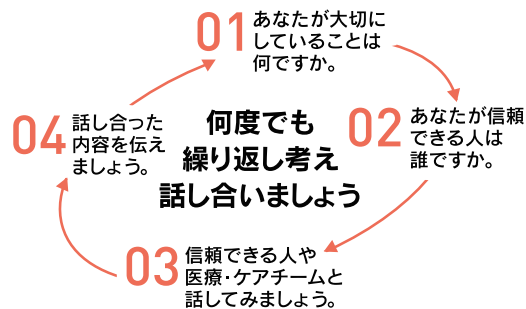 01
あなたが大切に
していることは
何ですか。
02
あなたが信頼
できる人は
誰ですか。
03
信頼できる人や
医療・ケアチームと
話してみましょう。
04
話し合った
内容を伝え
ましょう。
何度でも
繰り返し考え
話し合いましょう